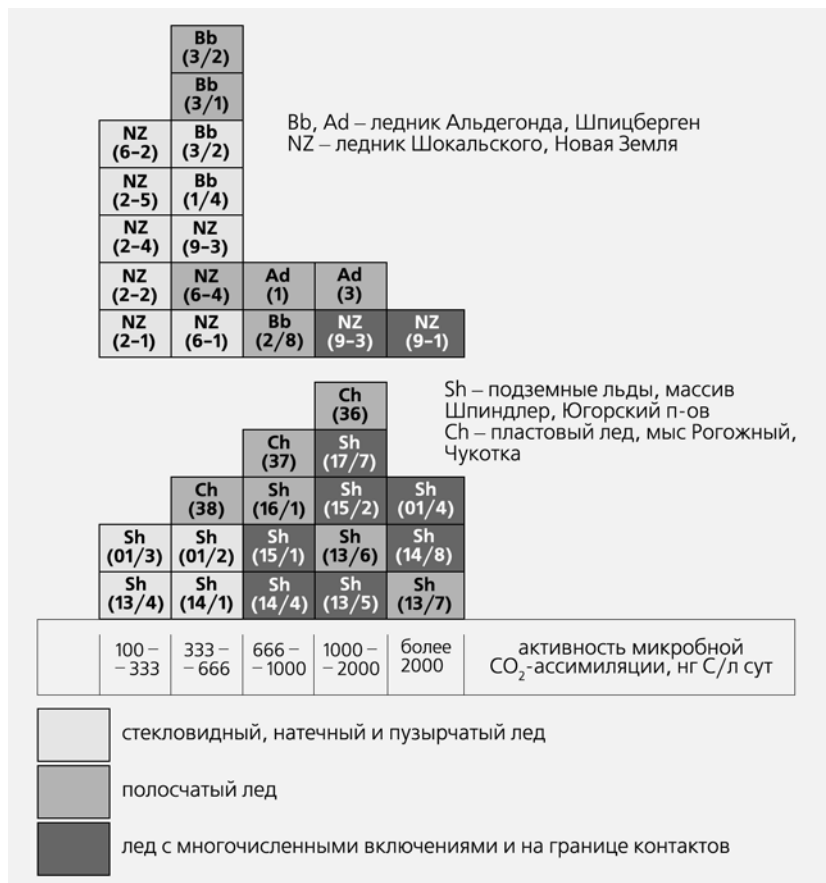 Bb
(3/2)
Bb
(3/1)
Bb, Ad – ледник Альдегонда, Шпицберген
NZ – ледник Шокальского, Новая Земля
NZ
(6–2)
Bb
(3/2)
NZ
(2–5)
Bb
(1/4)
NZ
(2–4)
NZ
(9–3)
NZ
(2–2)
NZ
(6–4)
Ad
(1)
Ad
(3)
NZ
(2–1)
NZ
(6–1)
Bb
(2/8)
NZ
(9–3)
NZ
(9–1)
Sh – подземные льды, массив
Шпиндлер, Югорский п-ов
Ch – пластовый лед, мыс Рогожный,
Чукотка
Ch
(36)
Ch
(37)
Sh
(17/7)
Ch
(38)
Sh
(16/1)
Sh
(15/2)
Sh
(01/4)
Sh
(01/3)
Sh
(01/2)
Sh
(15/1)
Sh
(13/6)
Sh
(14/8)
Sh
(13/4)
Sh
(14/1)
Sh
(14/4)
Sh
(13/5)
Sh
(13/7)
100 –
– 333
333 –
– 666
666 –
– 1000
1000 –
– 2000
более
2000
активность микробной
CO₂-ассимиляции, нг С/л сут
стекловидный, натечный и пузырчатый лед
полосчатый лед
лед с многочисленными включениями и на границе контактов